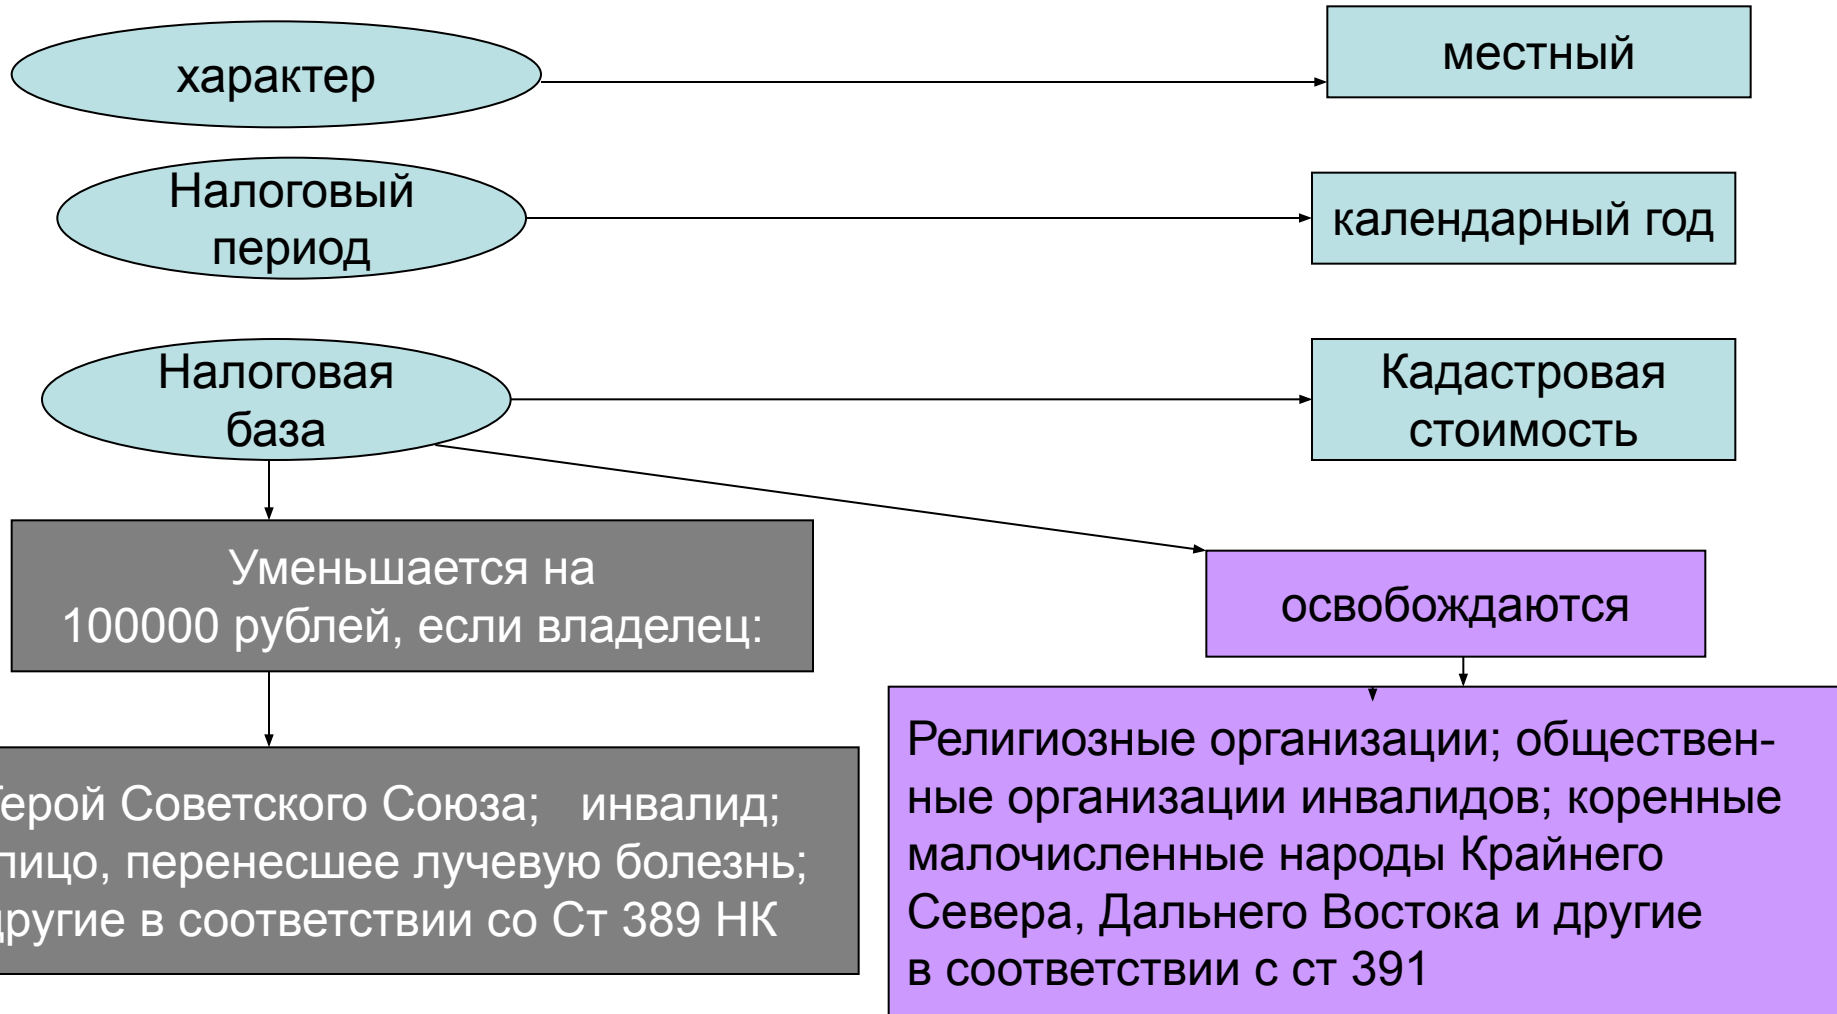 характер
местный
Налоговый
период
календарный год
Налоговая
база
Кадастровая
стоимость
Уменьшается на
100000 рублей, если владелец:
освобождаются
Герой Советского Союза; инвалид;
лицо, перенесшее лучевую болезнь;
другие в соответствии со Ст 389 НК
Религиозные организации; обществен-
ные организации инвалидов; коренные
малочисленные народы Крайнего
Севера, Дальнего Востока и другие
в соответствии с ст 391